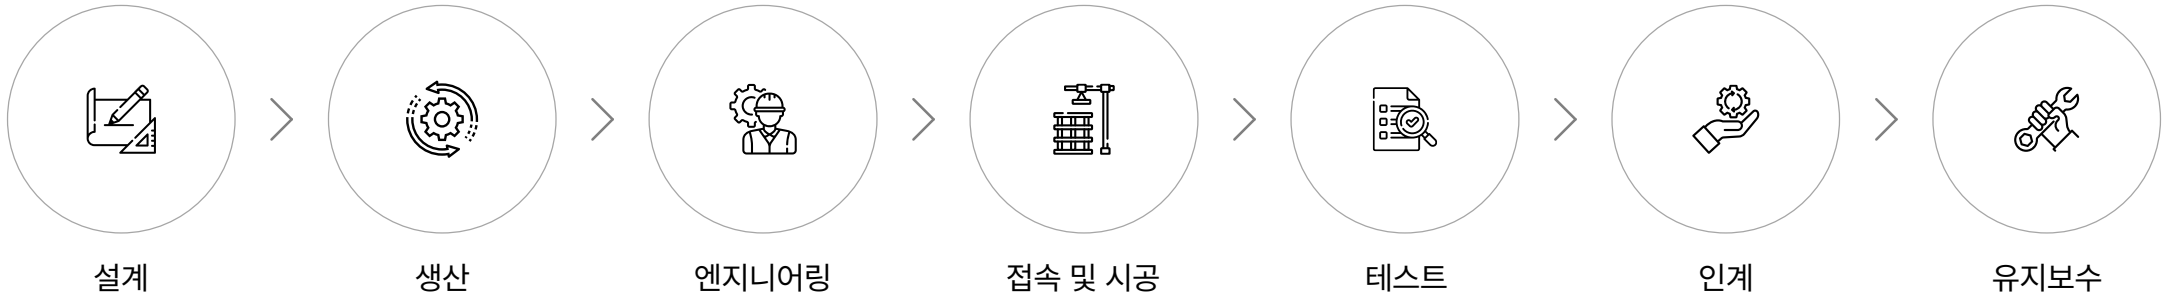 설계
생산
엔지니어링
접속 및 시공
테스트
인계
유지보수